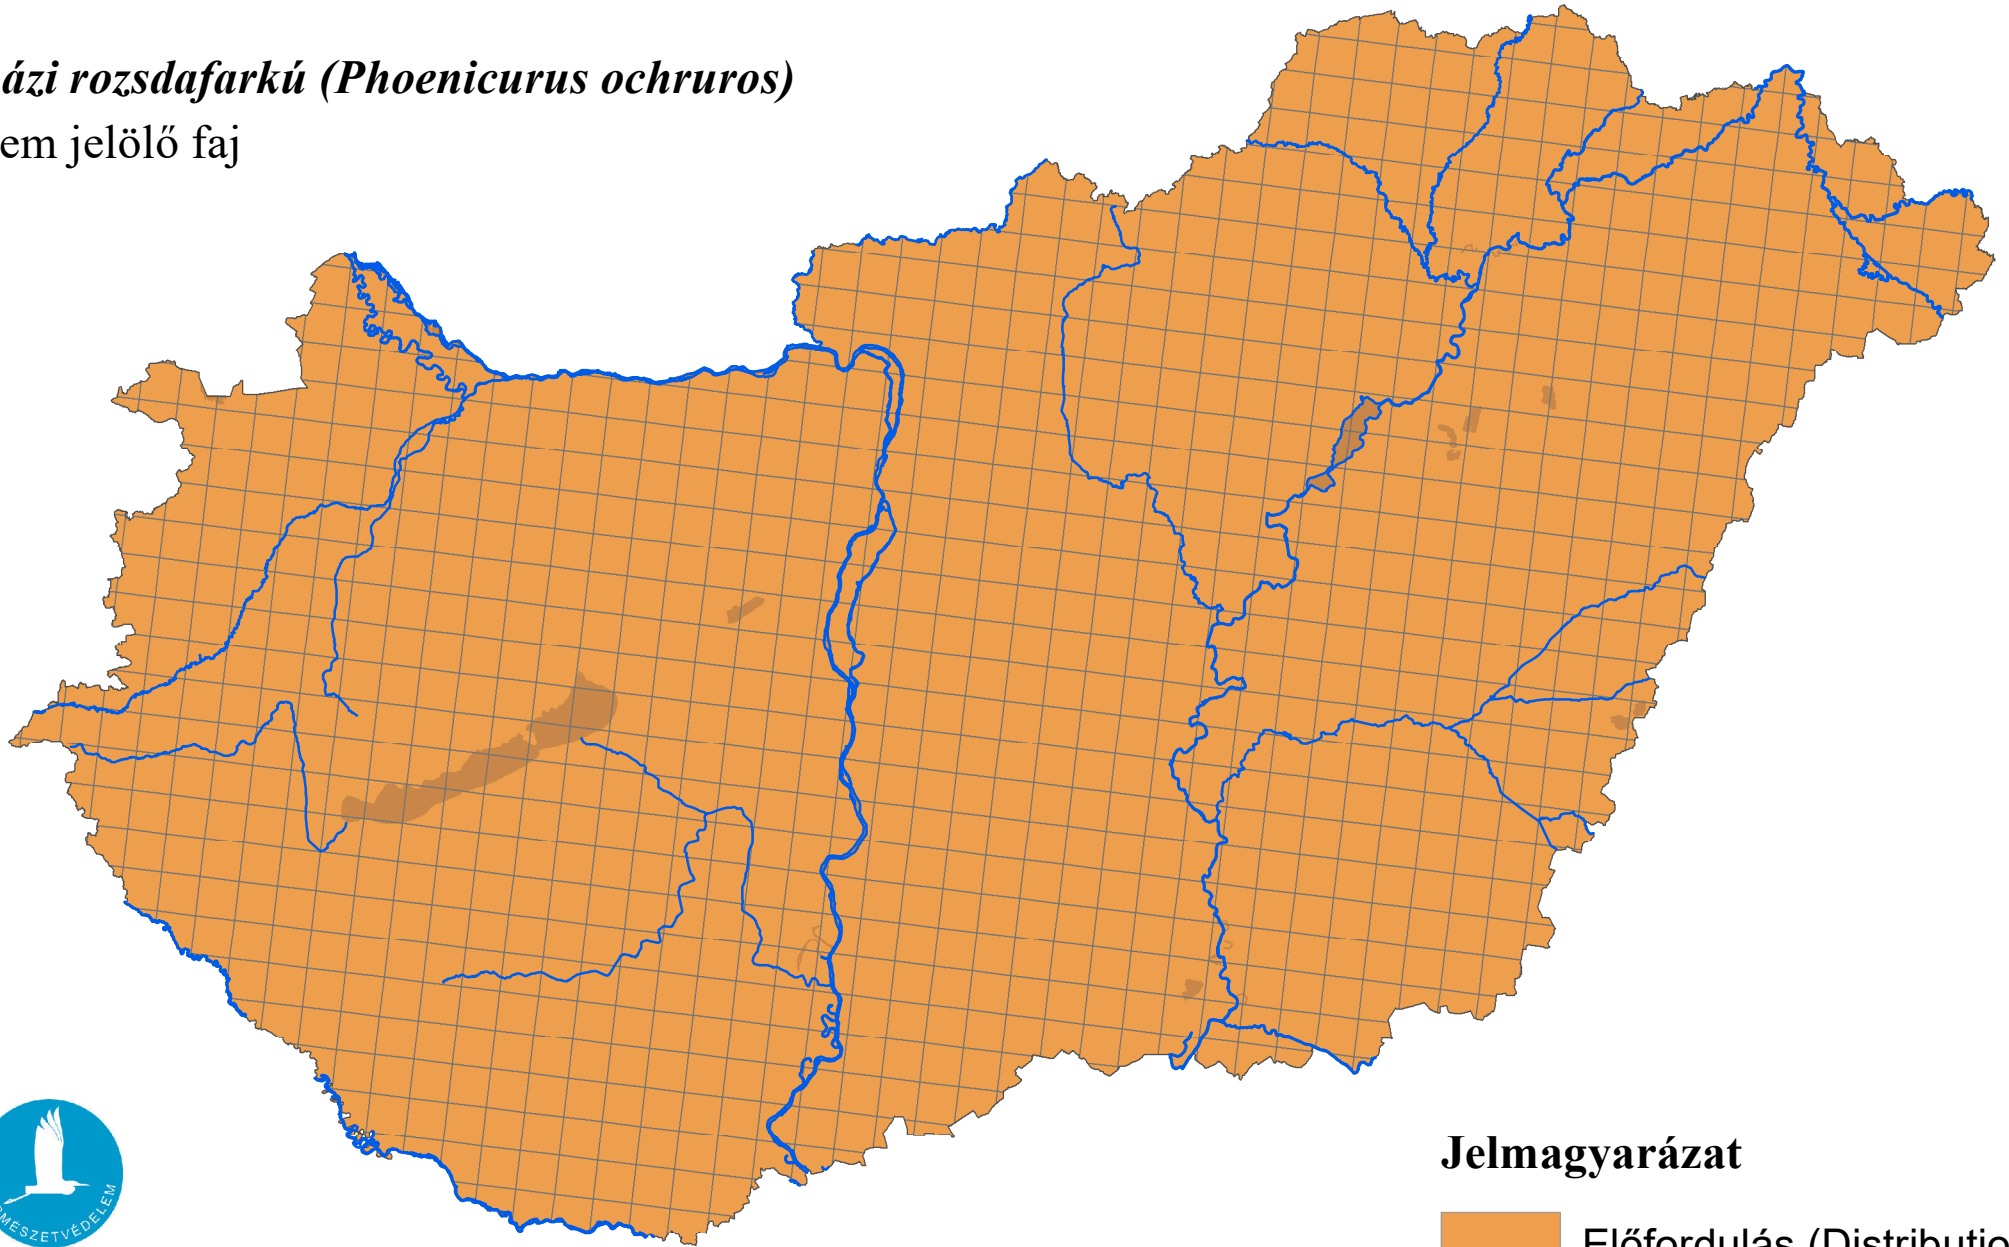 ázi rozsdafarkú (Phoenicurus ochruros)
em jelölő faj
Jelmagyarázat
Előfordulás (Distributio
MÉSZETVÉDELEM